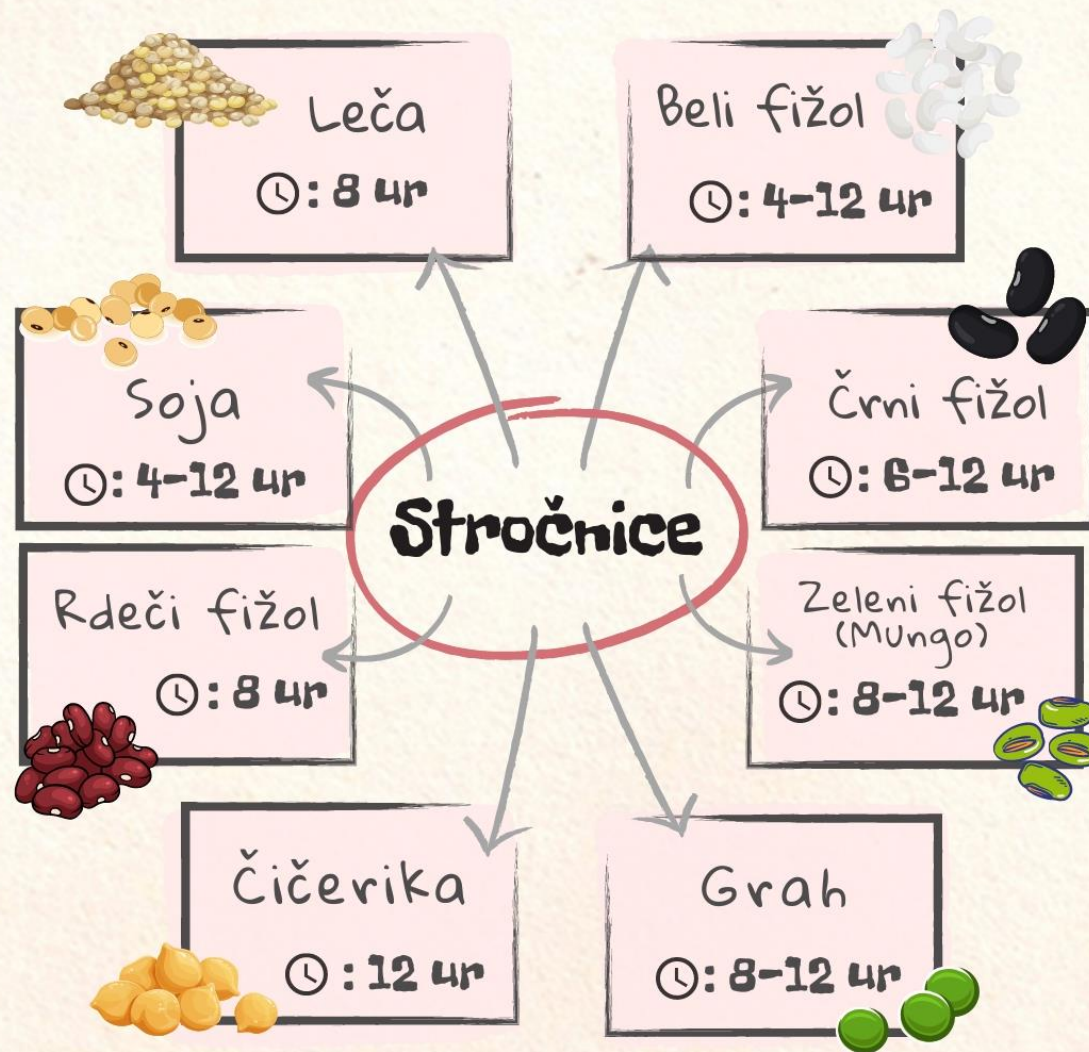 Leča
: 8 ur
Beli fižol
: 4-12 ur
Soja
: 4-12 ur
Črni fižol
: 6-12 ur
Stročnice
Rdeči fižol
: 8 ur
Zeleni fižol
(Mungo)
: 8-12 ur
Čičerika
: 12 ur
Grah
: 8-12 ur